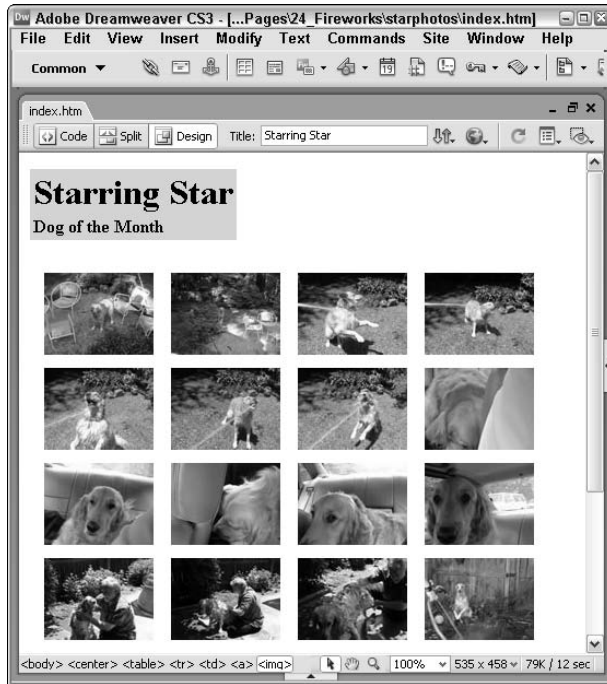 Dw Adobe Dreamweaver CS3 - [...Pages\24_Fireworks\starphotos\index.htm]
File Edit View Insert Modify Text Commands Site Window Help
Common
19
index.htm
Code Split Design Title: Starring Star
Starring Star
Dog of the Month
<body> <center> <table> <tr> <td> <a> <img> 100% 535 x 458 79K / 12 sec